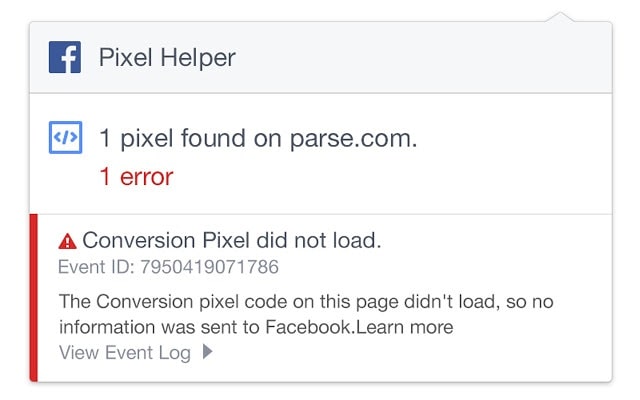 Pixel Helper
1 pixel found on parse.com.
1 error
Conversion Pixel did not load.
Event ID: 7950419071786
The Conversion pixel code on this page didn't load, so no
information was sent to Facebook.Learn more
View Event Log